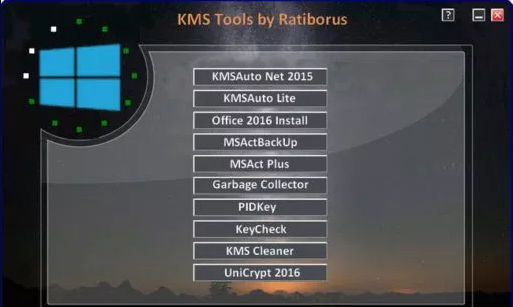 KMS Tools by Ratiborus
?
KMSAuto Net 2015
KMSAuto Lite
Office 2016 Install
MSActBackUp
MSAct Plus
Garbage Collector
PIDKey
KeyCheck
KMS Cleaner
UniCrypt 2016